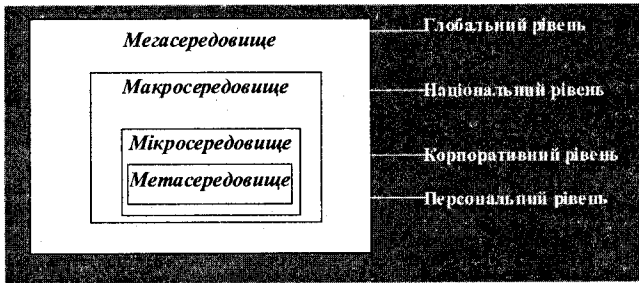 Мегасередовище
Глобальний рівень
Макросередовище
Національний рівень
Мікросередовище
Корпоративний рівень
Метасередовище
Персональний рівень